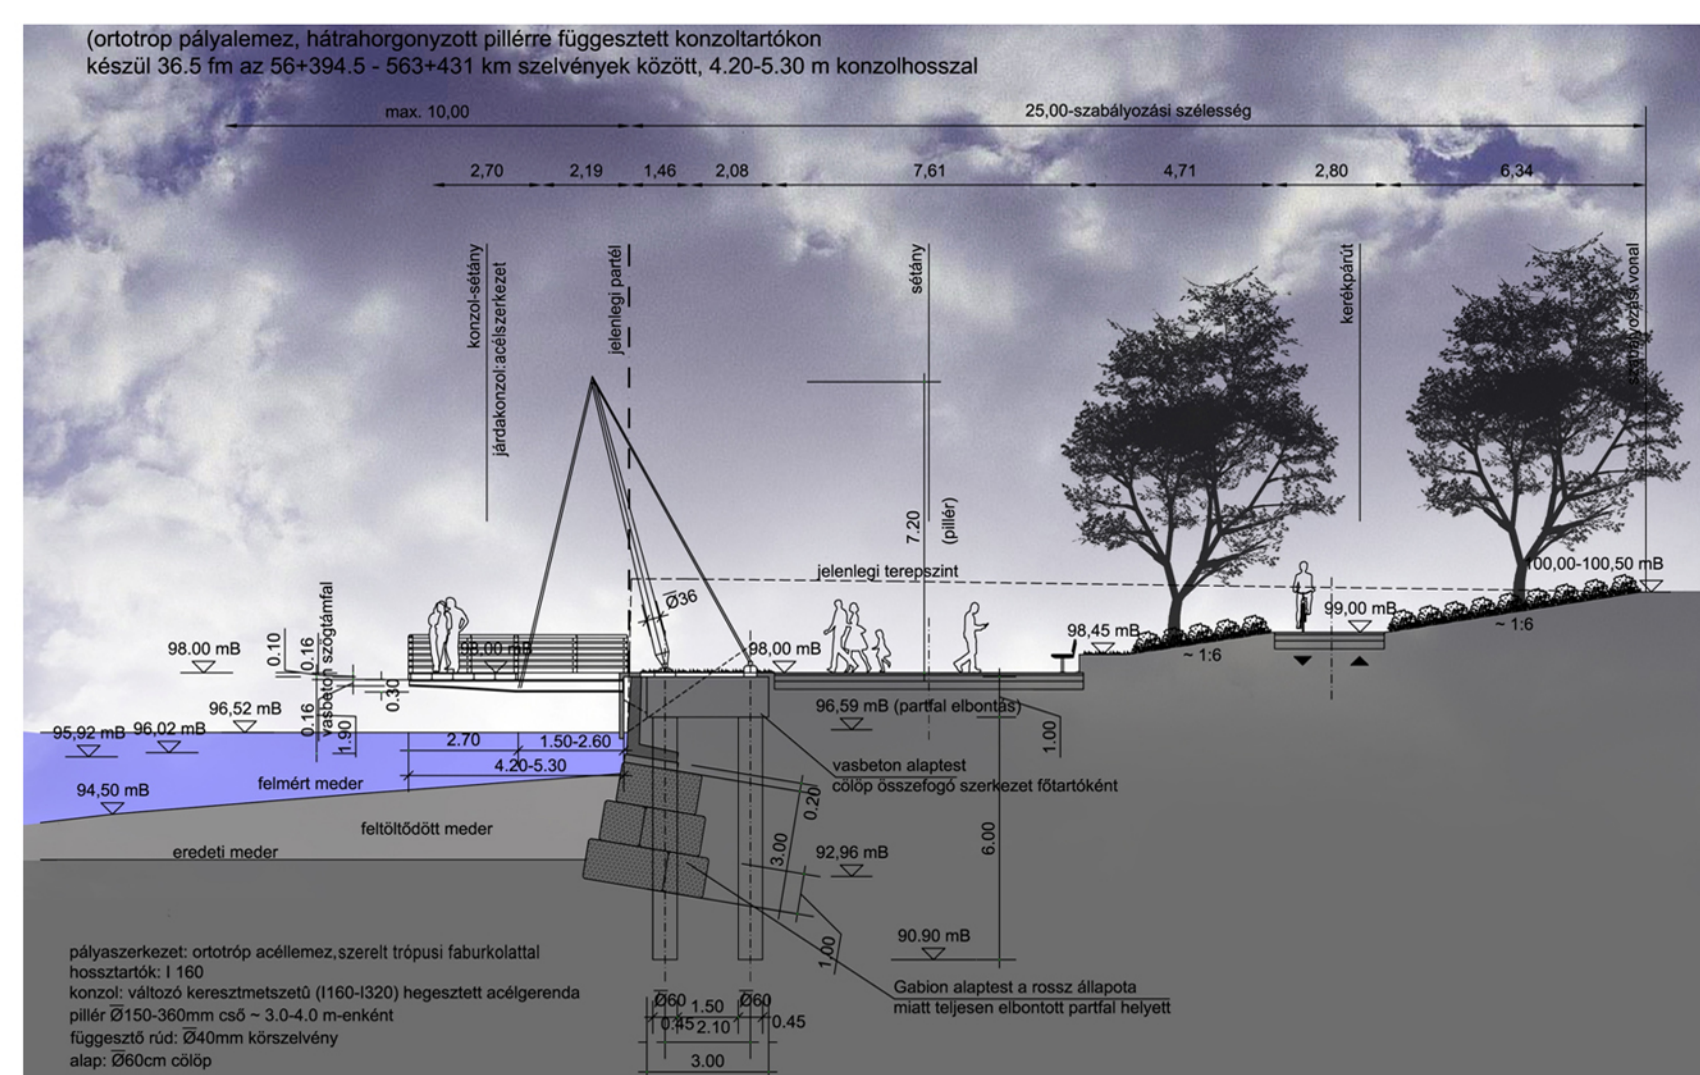 (ortotrop pályalemez, hátrahorgonyzott pillérre függesztett konzoltartókon
készül 36.5 fm az 56+394.5 - 563+431 km szelvények között, 4.20-5.30 m konzolhosszal
max. 10,00
25,00-szabályozási szélesség
2,70
2,19
1,46
2,08
7,61
4,71
2,80
6,34
konzol-sétány
járdakonzol:acélszerkezet
jelenlegi partél
sétány
kerékpárút
szabályozási vonal
7.20
(pillér)
jelenlegi terepszint
100,00-100,50 mB
Ø36
99,00 mB
~ 1:6
98,45 mB
~ 1:6
98.00 mB
0.10
0.16
vasbeton szögtámfal
98,00 mB
98,00 mB
0.30
0.16
1.90
96,52 mB
96,59 mB (partfal elbontás)
95,92 mB
96,02 mB
2.70
1.50-2.60
1.00
4.20-5.30
vasbeton alaptest
cölöp összefogó szerkezet főtartóként
94,50 mB
felmért meder
0.20
feltöltődött meder
eredeti meder
3.00
6.00
92,96 mB
90.90 mB
1,00
Gabion alaptest a rossz állapota
miatt teljesen elbontott partfal helyett
pályaszerkezet: ortotróp acéllemez,szerelt trópusi faburkolattal
hossztartók: I 160
konzol: változó keresztmetszetû (I160-I320) hegesztett acélgerenda
pillér Ø150-360mm cső ~ 3.0-4.0 m-enként
függesztő rúd: Ø40mm körszelvény
alap: Ø60cm cölöp
Ø60
1.50
Ø60
0.45
2.10
0.45
3.00